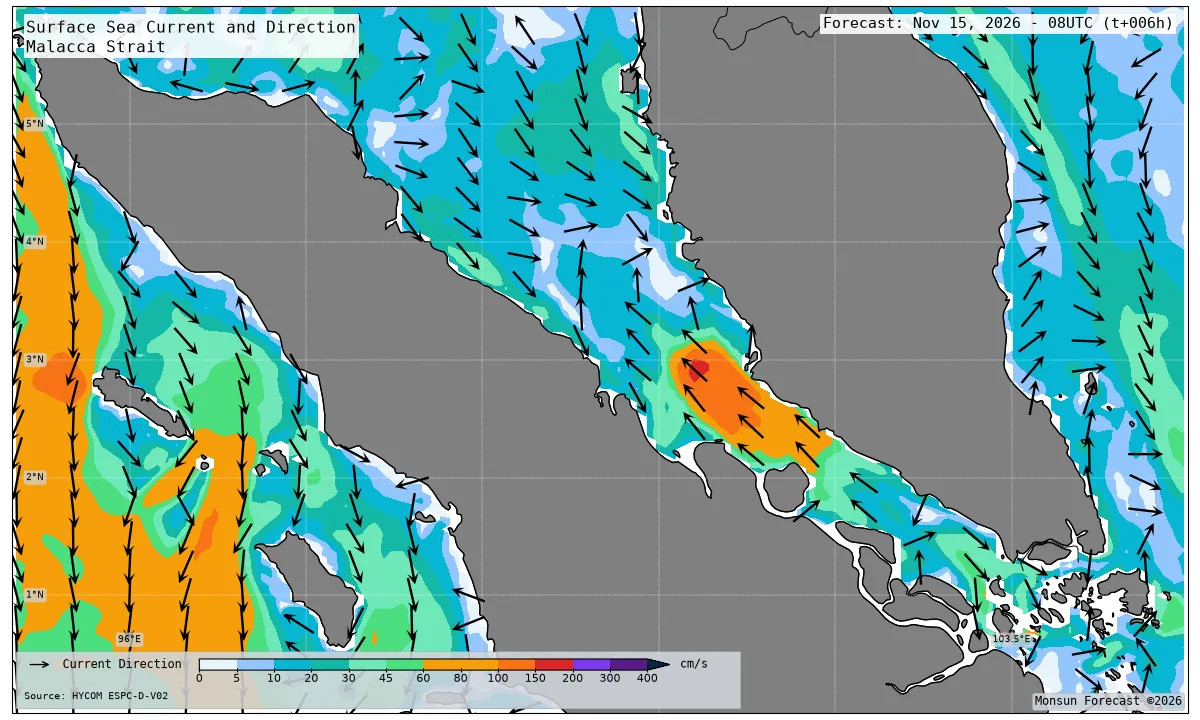 Surface Sea Current and Direction
Malacca Strait
Forecast: Nov 15, 2026 - 08UTC (t+006h)
5°N
4°N
3°N
2°N
1°N
96°E
103.5°E
Current Direction
cm/s
0 5 10 20 30 45 60 80 100 150 200 300 400
Source: HYCOM ESPC-D-V02
Monsun Forecast ©2026